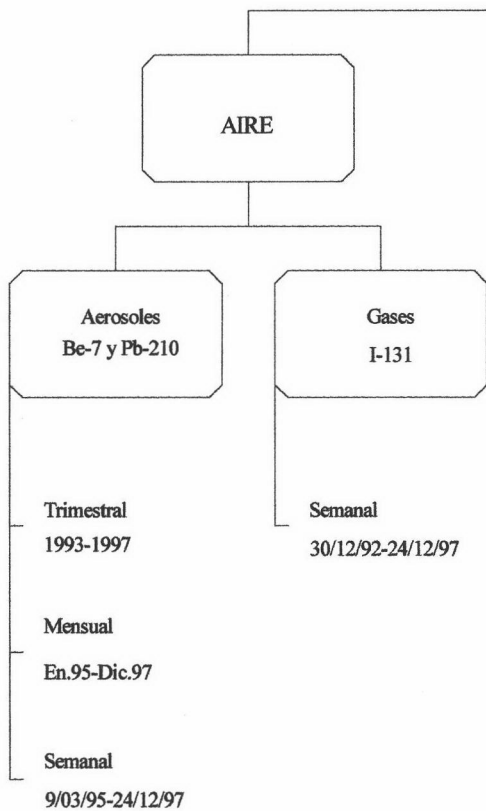 AIRE
Aerosoles
Be-7 y Pb-210
Trimestral
1993-1997
Mensual
En.95-Dic.97
Semanal
9/03/95-24/12/97
Gases
I-131
Semanal
30/12/92-24/12/97